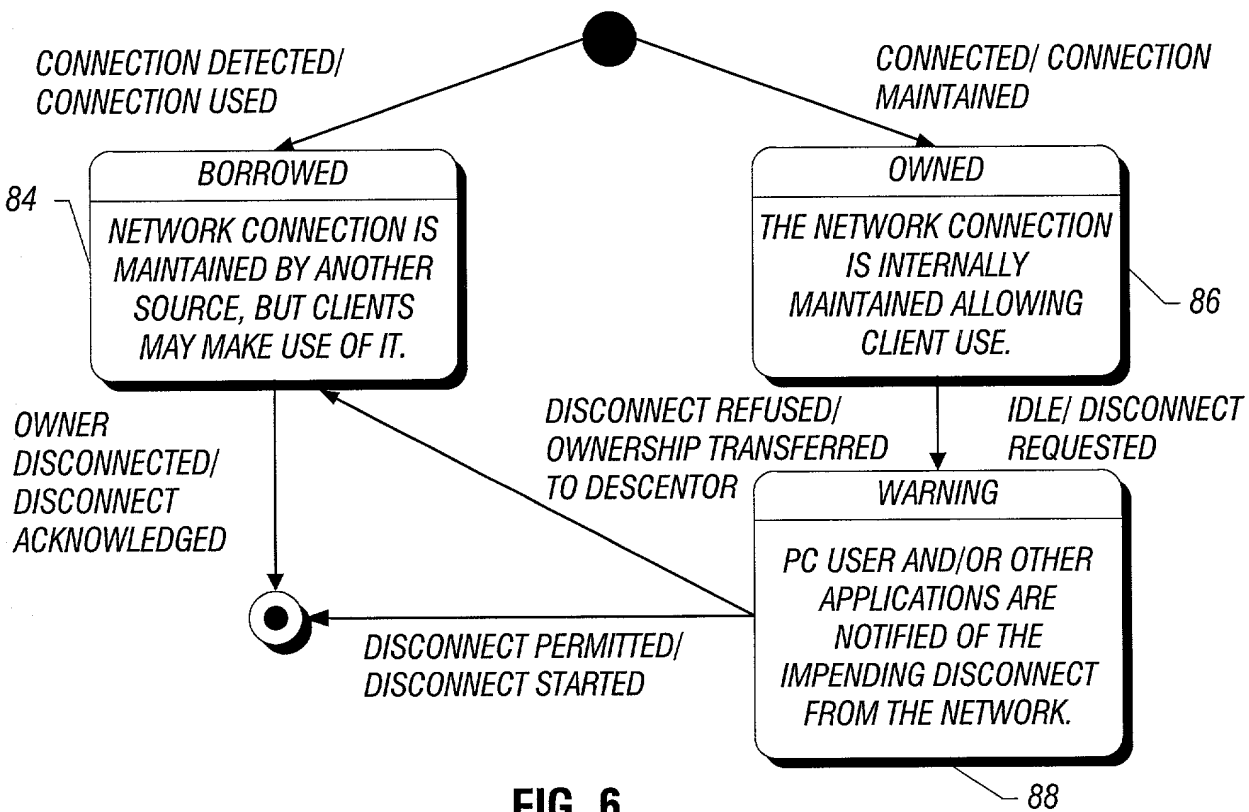 CONNECTION DETECTED/
CONNECTION USED
CONNECTED/ CONNECTION
MAINTAINED
BORROWED
84
NETWORK CONNECTION IS
MAINTAINED BY ANOTHER
SOURCE, BUT CLIENTS
MAY MAKE USE OF IT.
OWNED
THE NETWORK CONNECTION
IS INTERNALLY
MAINTAINED ALLOWING
CLIENT USE.
86
OWNER
DISCONNECTED/
DISCONNECT
ACKNOWLEDGED
DISCONNECT REFUSED/
OWNERSHIP TRANSFERRED
TO DESCENTOR
IDLE/ DISCONNECT
REQUESTED
WARNING
PC USER AND/OR OTHER
APPLICATIONS ARE
NOTIFIED OF THE
IMPENDING DISCONNECT
FROM THE NETWORK.
DISCONNECT PERMITTED/
DISCONNECT STARTED
88
FIG. 6